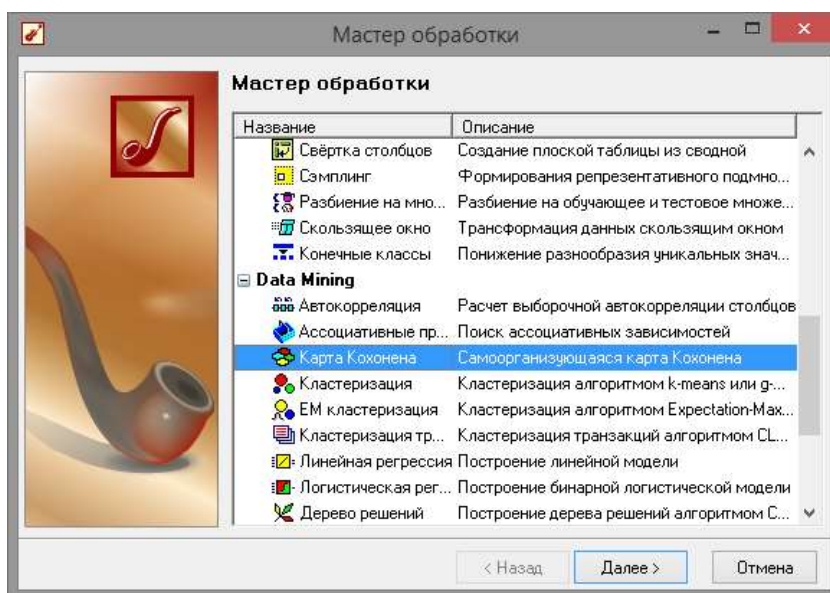 Мастер обработки
Мастер обработки
Название Описание
Свёртка столбцов Создание плоской таблицы из сводной
Сэмплинг Формирования репрезентативного подмно...
Разбиение на мно... Разбиение на обучающее и тестовое множе...
Скользящее окно Трансформация данных скользящим окном
Конечные классы Понижение разнообразия уникальных знач...
Data Mining
Автокорреляция Расчет выборочной автокорреляции столбцов
Ассоциативные пр... Поиск ассоциативных зависимостей
Карта Кохонена Самоорганизующаяся карта Кохонена
Кластеризация Кластеризация алгоритмом k-means или g-...
EM кластеризация Кластеризация алгоритмом Expectation-Max...
Кластеризация тр... Кластеризация транзакций алгоритмом CL...
Линейная регрессия Построение линейной модели
Логистическая рег... Построение бинарной логистической модели
Дерево решений Построение дерева решений алгоритмом C...
< Назад Далее > Отмена